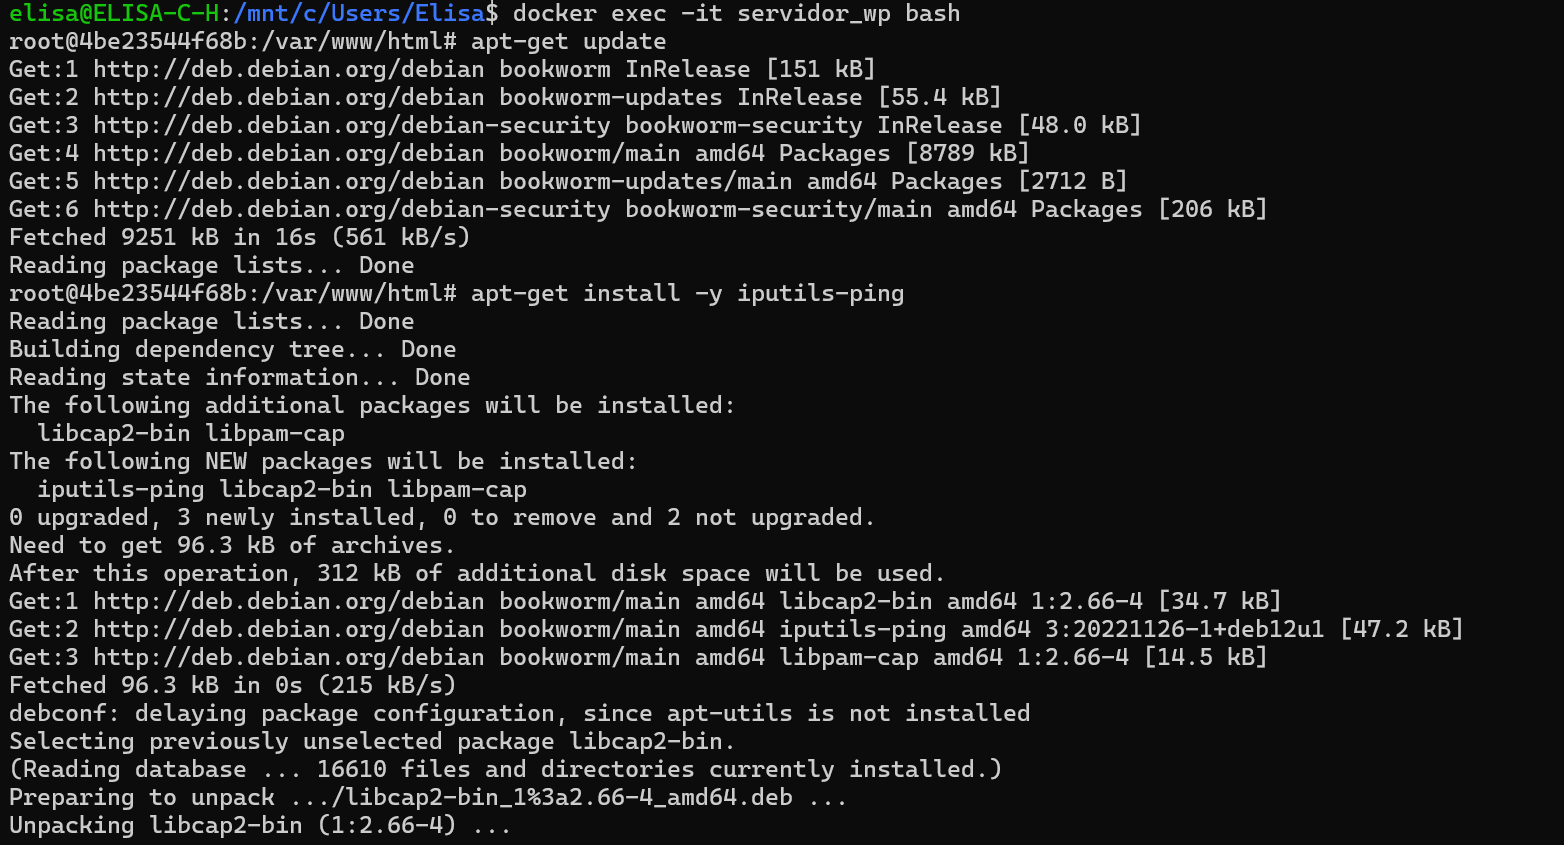 elisa@ELISA-C-H:/mnt/c/Users/Elisa$ docker exec -it servidor_wp bash
root@4be23544f68b:/var/www/html# apt-get update
Get:1 http://deb.debian.org/debian bookworm InRelease [151 kB]
Get:2 http://deb.debian.org/debian bookworm-updates InRelease [55.4 kB]
Get:3 http://deb.debian.org/debian-security bookworm-security InRelease [48.0 kB]
Get:4 http://deb.debian.org/debian bookworm/main amd64 Packages [8789 kB]
Get:5 http://deb.debian.org/debian bookworm-updates/main amd64 Packages [2712 B]
Get:6 http://deb.debian.org/debian-security bookworm-security/main amd64 Packages [206 kB]
Fetched 9251 kB in 16s (561 kB/s)
Reading package lists... Done
root@4be23544f68b:/var/www/html# apt-get install -y iputils-ping
Reading package lists... Done
Building dependency tree... Done
Reading state information... Done
The following additional packages will be installed:
  libcap2-bin libpam-cap
The following NEW packages will be installed:
  iputils-ping libcap2-bin libpam-cap
0 upgraded, 3 newly installed, 0 to remove and 2 not upgraded.
Need to get 96.3 kB of archives.
After this operation, 312 kB of additional disk space will be used.
Get:1 http://deb.debian.org/debian bookworm/main amd64 libcap2-bin amd64 1:2.66-4 [34.7 kB]
Get:2 http://deb.debian.org/debian bookworm/main amd64 iputils-ping amd64 3:20221126-1+deb12u1 [47.2 kB]
Get:3 http://deb.debian.org/debian bookworm/main amd64 libpam-cap amd64 1:2.66-4 [14.5 kB]
Fetched 96.3 kB in 0s (215 kB/s)
debconf: delaying package configuration, since apt-utils is not installed
Selecting previously unselected package libcap2-bin.
(Reading database ... 16610 files and directories currently installed.)
Preparing to unpack .../libcap2-bin_1%3a2.66-4_amd64.deb ...
Unpacking libcap2-bin (1:2.66-4) ...